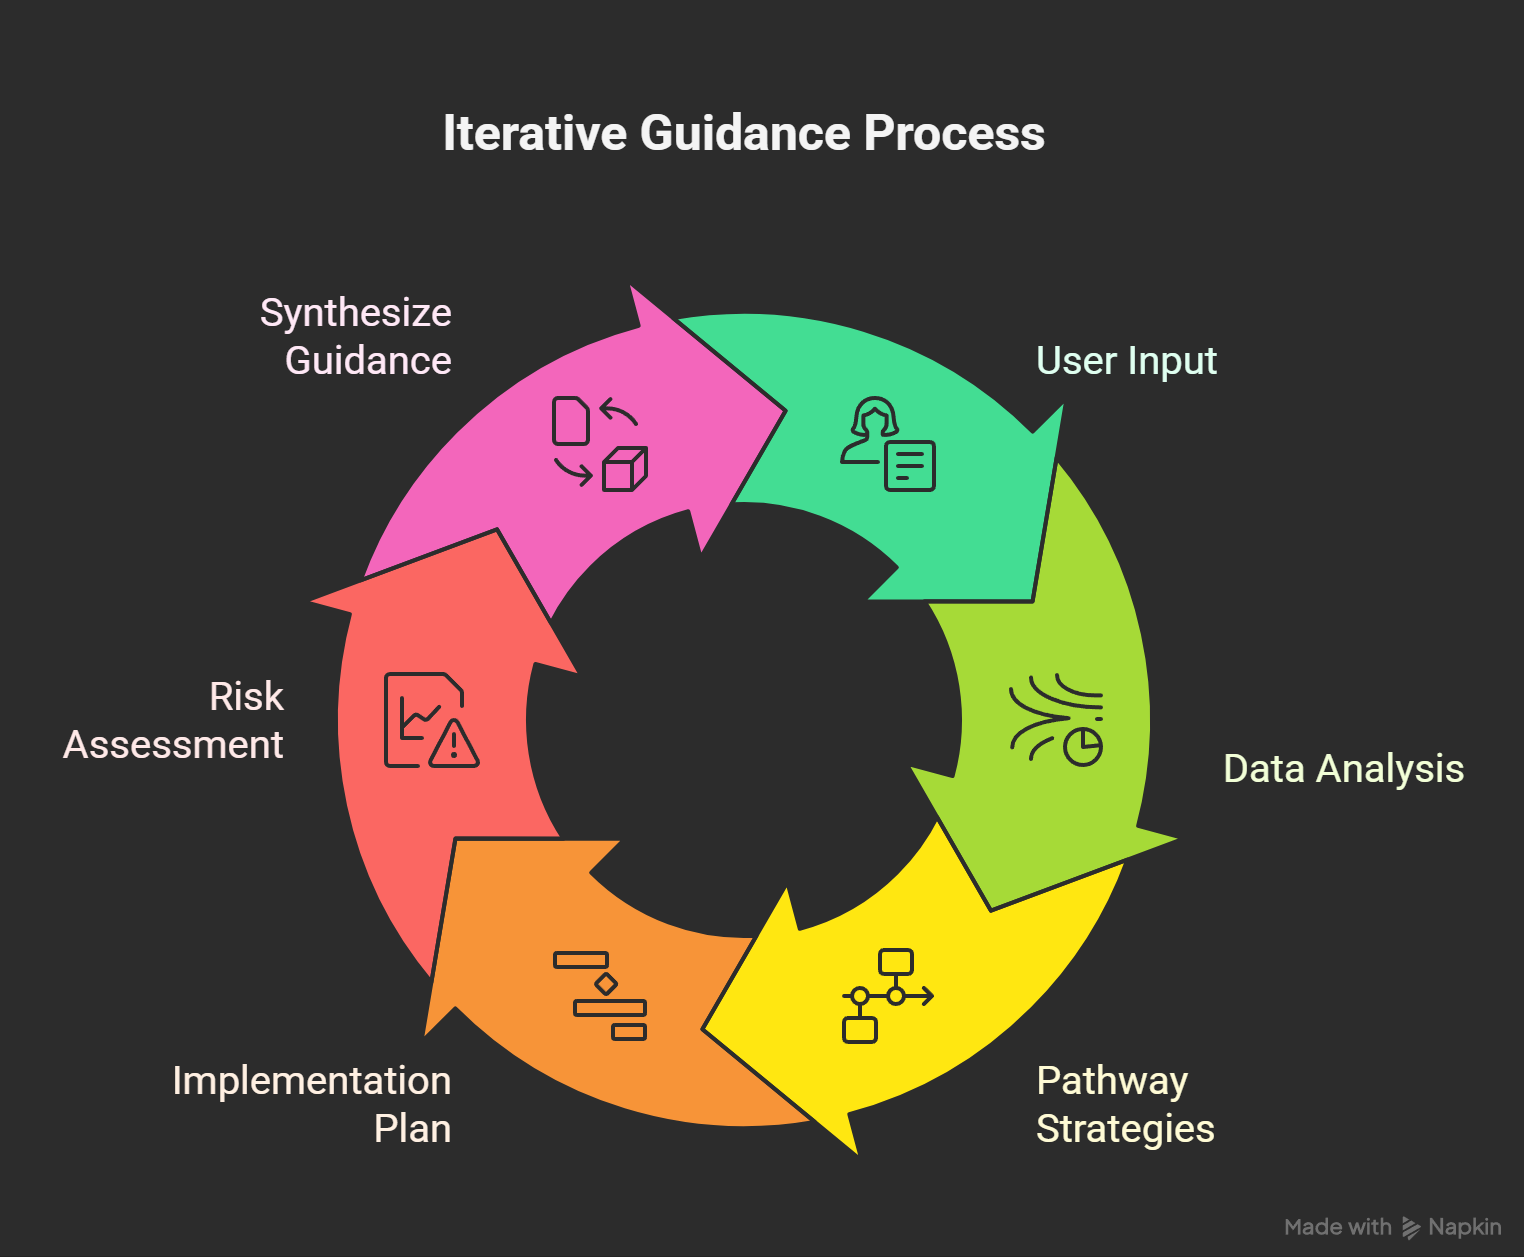 Iterative Guidance Process
Synthesize
Guidance
User Input
Risk
Assessment
Data Analysis
Implementation
Plan
Pathway
Strategies
Made with Napkin